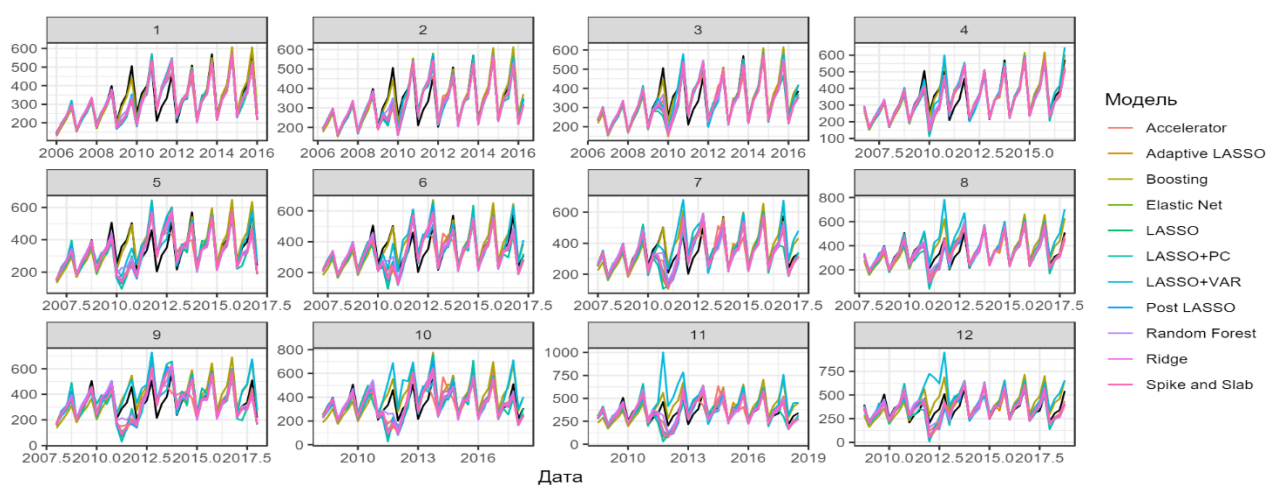 1
2
3
4
600
500
400
300
200
2006 2008 2010 2012 2014 2016
600
500
400
300
200
2006 2008 2010 2012 2014 2016
600
500
400
300
200
2006 2008 2010 2012 2014 2016
600
500
400
300
200
100
2007.5 2010.0 2012.5 2015.0
5
6
7
8
600
400
200
2007.5 2010.0 2012.5 2015.0 2017.5
600
400
200
2007.5 2010.0 2012.5 2015.0 2017.5
600
400
200
2007.5 2010.0 2012.5 2015.0 2017.5
800
600
400
200
0
2007.5 2010.0 2012.5 2015.0 2017.5
9
10
11
12
600
400
200
0
2007.5 2010.0 2012.5 2015.0 2017.5
800
600
400
200
0
2010 2013 2016
1000
750
500
250
0
2010 2013 2016 2019
750
500
250
0
2010.0 2012.5 2015.0 2017.5
Дата
Модель
Accelerator
Adaptive LASSO
Boosting
Elastic Net
LASSO
LASSO+PC
LASSO+VAR
Post LASSO
Random Forest
Ridge
Spike and Slab